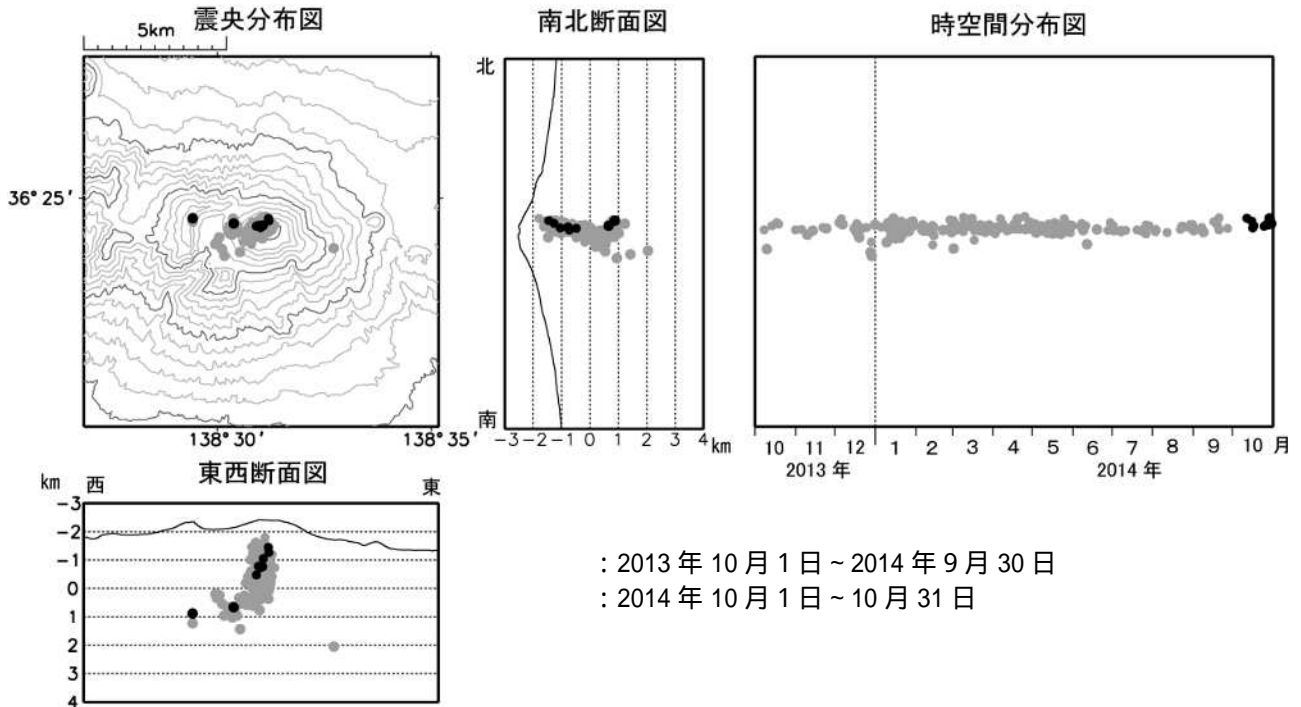 震央分布図
5km
36° 25′
138° 30′
138° 35′
南北断面図
北
南
-3 -2 -1 0 1 2 3 4
km
時空間分布図
10 11 12 1 2 3 4 5 6 7 8 9 10 月
2013 年 2014 年
東西断面図
km 西 東
-3
-2
-1
0
1
2
3
4
: 2013 年 10 月 1 日 ~ 2014 年 9 月 30 日
: 2014 年 10 月 1 日 ~ 10 月 31 日